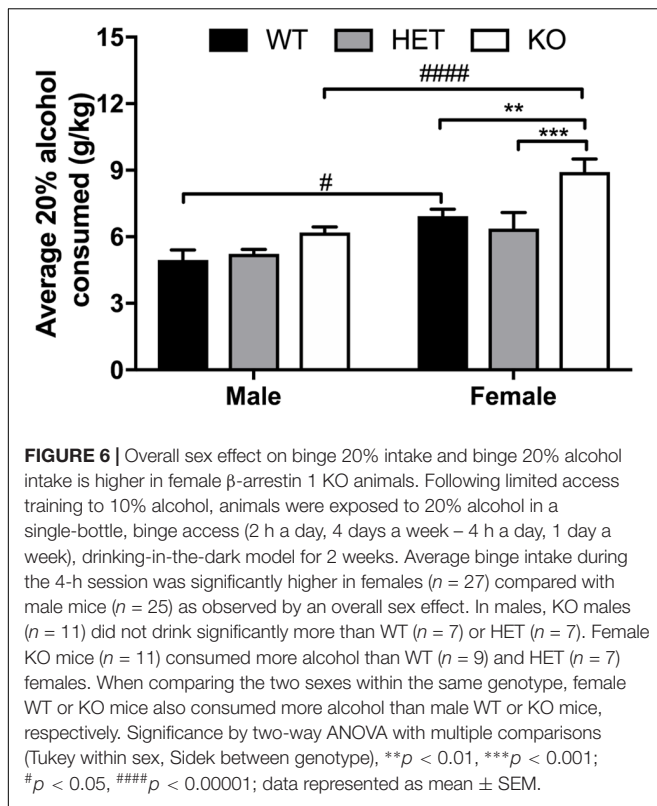 15
WT HET KO
####
12
**
***
9
#
6
3
0
Average 20% alcohol
consumed (g/kg)
Male Female
FIGURE 6 | Overall sex effect on binge 20% intake and binge 20% alcohol
intake is higher in female β-arrestin 1 KO animals. Following limited access
training to 10% alcohol, animals were exposed to 20% alcohol in a
single-bottle, binge access (2 h a day, 4 days a week – 4 h a day, 1 day a
week), drinking-in-the-dark model for 2 weeks. Average binge intake during
the 4-h session was significantly higher in females (n = 27) compared with
male mice (n = 25) as observed by an overall sex effect. In males, KO males
(n = 11) did not drink significantly more than WT (n = 7) or HET (n = 7). Female
KO mice (n = 11) consumed more alcohol than WT (n = 9) and HET (n = 7)
females. When comparing the two sexes within the same genotype, female
WT or KO mice also consumed more alcohol than male WT or KO mice,
respectively. Significance by two-way ANOVA with multiple comparisons
(Tukey within sex, Sidek between genotype), **p < 0.01, ***p < 0.001;
#p < 0.05, ####p < 0.00001; data represented as mean ± SEM.